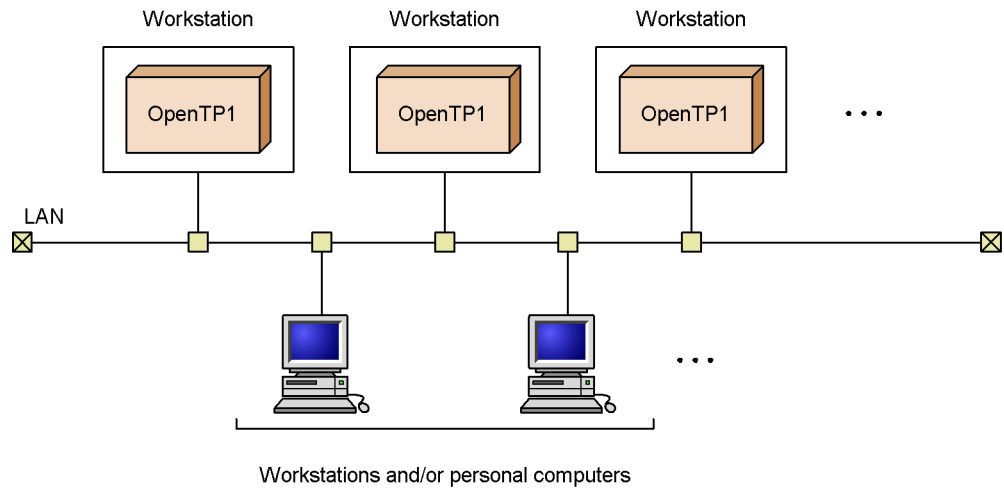 Workstation
Workstation
Workstation
OpenTP1
OpenTP1
OpenTP1
...
LAN
...
Workstations and/or personal computers